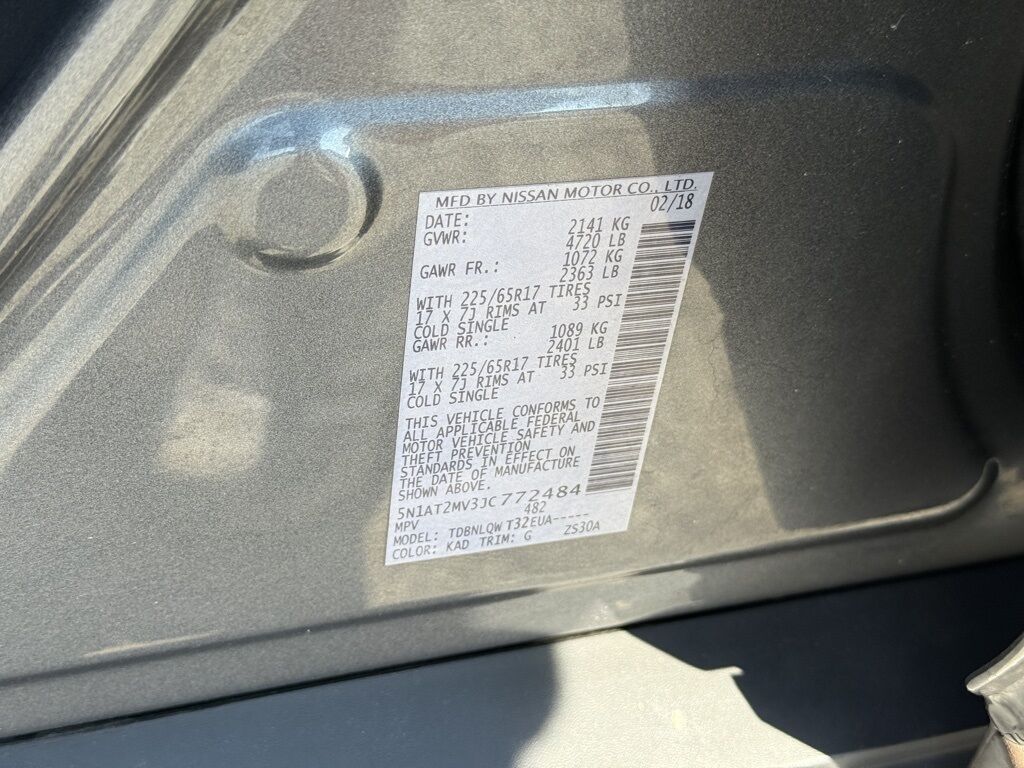 MFD BY NISSAN MOTOR CO., LTD.
DATE: 02/18
GVWR: 2141 KG
4720 LB
GAWR FR.: 1072 KG
2363 LB
WITH 225/65R17 TIRES
17 X 7J RIMS AT 33 PSI
COLD SINGLE
GAWR RR.: 1089 KG
2401 LB
WITH 225/65R17 TIRES
17 X 7J RIMS AT 33 PSI
COLD SINGLE
THIS VEHICLE CONFORMS TO
ALL APPLICABLE FEDERAL
MOTOR VEHICLE SAFETY AND
THEFT PREVENTION
STANDARDS IN EFFECT ON
THE DATE OF MANUFACTURE
SHOWN ABOVE.
5N1AT2MV3JC772484
MPV 482
MODEL: TDBNLQW T32EUA-----
COLOR: KAD TRIM: G ZS30A